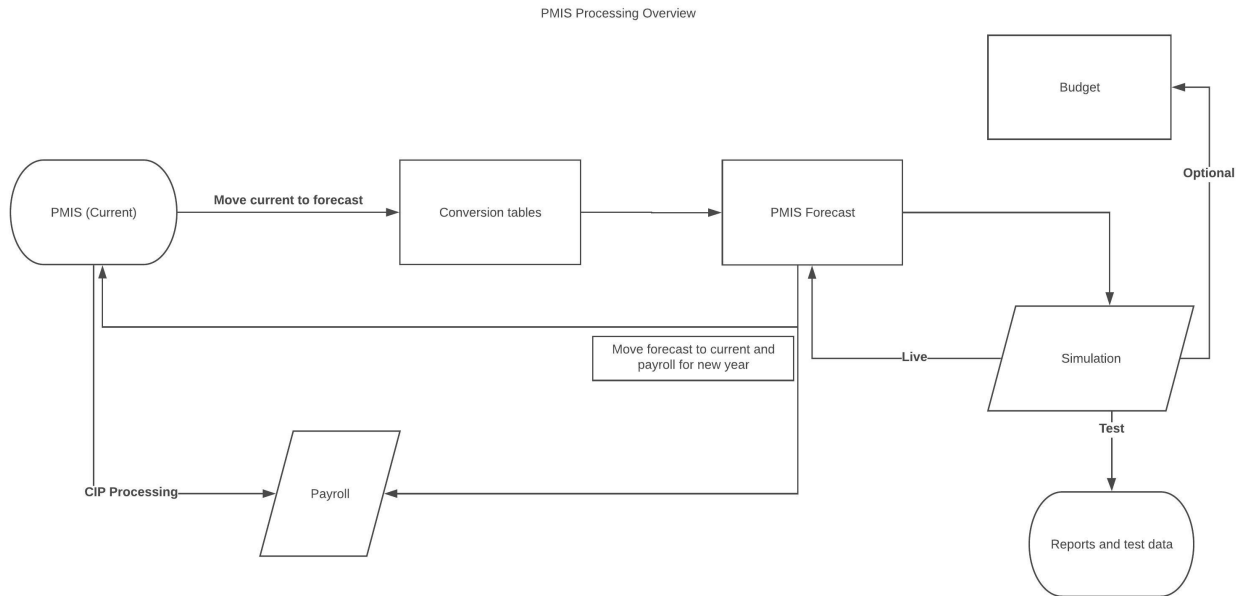 PMIS Processing Overview
Budget
Optional
PMIS (Current)
Move current to forecast
Conversion tables
PMIS Forecast
Move forecast to current and
payroll for new year
Live
Simulation
Test
CIP Processing
Payroll
Reports and test data